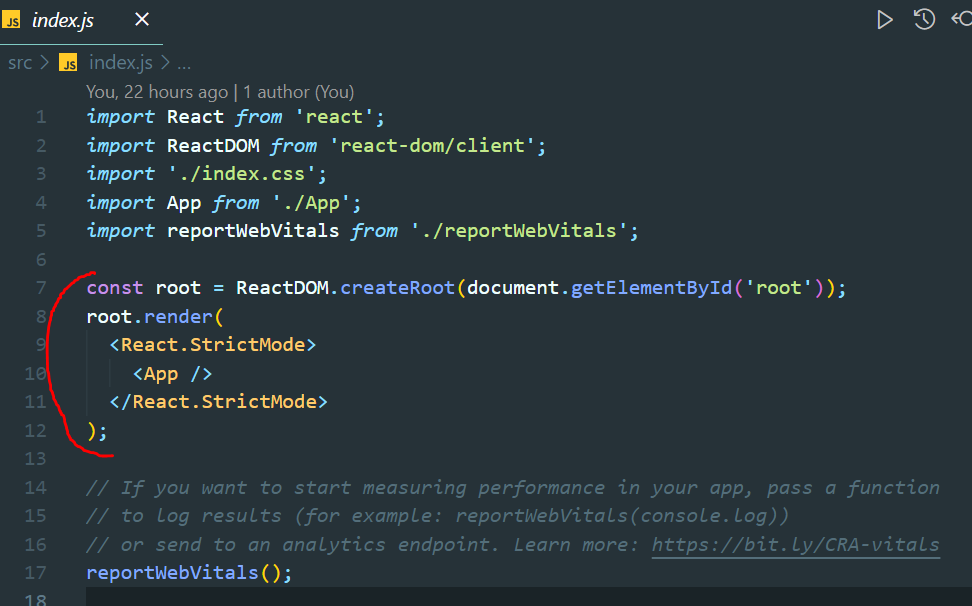 JS index.js ×
src > JS index.js > ...
You, 22 hours ago | 1 author (You)
1 import React from 'react';
2 import ReactDOM from 'react-dom/client';
3 import './index.css';
4 import App from './App';
5 import reportWebVitals from './reportWebVitals';
6
7 const root = ReactDOM.createRoot(document.getElementById('root'));
8 root.render(
9   <React.StrictMode>
10     <App />
11   </React.StrictMode>
12 );
13
14 // If you want to start measuring performance in your app, pass a function
15 // to log results (for example: reportWebVitals(console.log))
16 // or send to an analytics endpoint. Learn more: https://bit.ly/CRA-vitals
17 reportWebVitals();
18